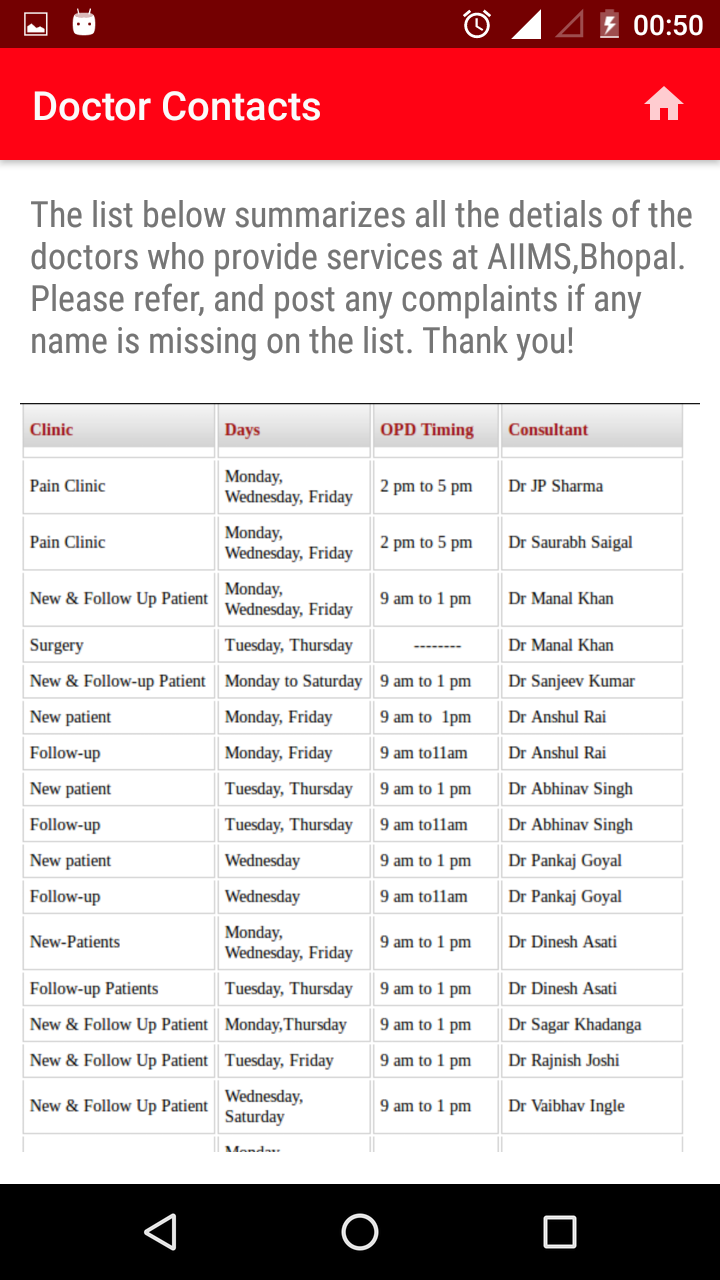 00:50
Doctor Contacts
The list below summarizes all the detials of the
doctors who provide services at AIIMS,Bhopal.
Please refer, and post any complaints if any
name is missing on the list. Thank you!
Clinic Days OPD Timing Consultant
Pain Clinic Monday, Wednesday, Friday 2 pm to 5 pm Dr JP Sharma
Pain Clinic Monday, Wednesday, Friday 2 pm to 5 pm Dr Saurabh Saigal
New & Follow Up Patient Monday, Wednesday, Friday 9 am to 1 pm Dr Manal Khan
Surgery Tuesday, Thursday -------- Dr Manal Khan
New & Follow-up Patient Monday to Saturday 9 am to 1 pm Dr Sanjeev Kumar
New patient Monday, Friday 9 am to  1pm Dr Anshul Rai
Follow-up Monday, Friday 9 am to11am Dr Anshul Rai
New patient Tuesday, Thursday 9 am to 1 pm Dr Abhinav Singh
Follow-up Tuesday, Thursday 9 am to11am Dr Abhinav Singh
New patient Wednesday 9 am to 1 pm Dr Pankaj Goyal
Follow-up Wednesday 9 am to11am Dr Pankaj Goyal
New-Patients Monday, Wednesday, Friday 9 am to 1 pm Dr Dinesh Asati
Follow-up Patients Tuesday, Thursday 9 am to 1 pm Dr Dinesh Asati
New & Follow Up Patient Monday,Thursday 9 am to 1 pm Dr Sagar Khadanga
New & Follow Up Patient Tuesday, Friday 9 am to 1 pm Dr Rajnish Joshi
New & Follow Up Patient Wednesday, Saturday 9 am to 1 pm Dr Vaibhav Ingle
Monday